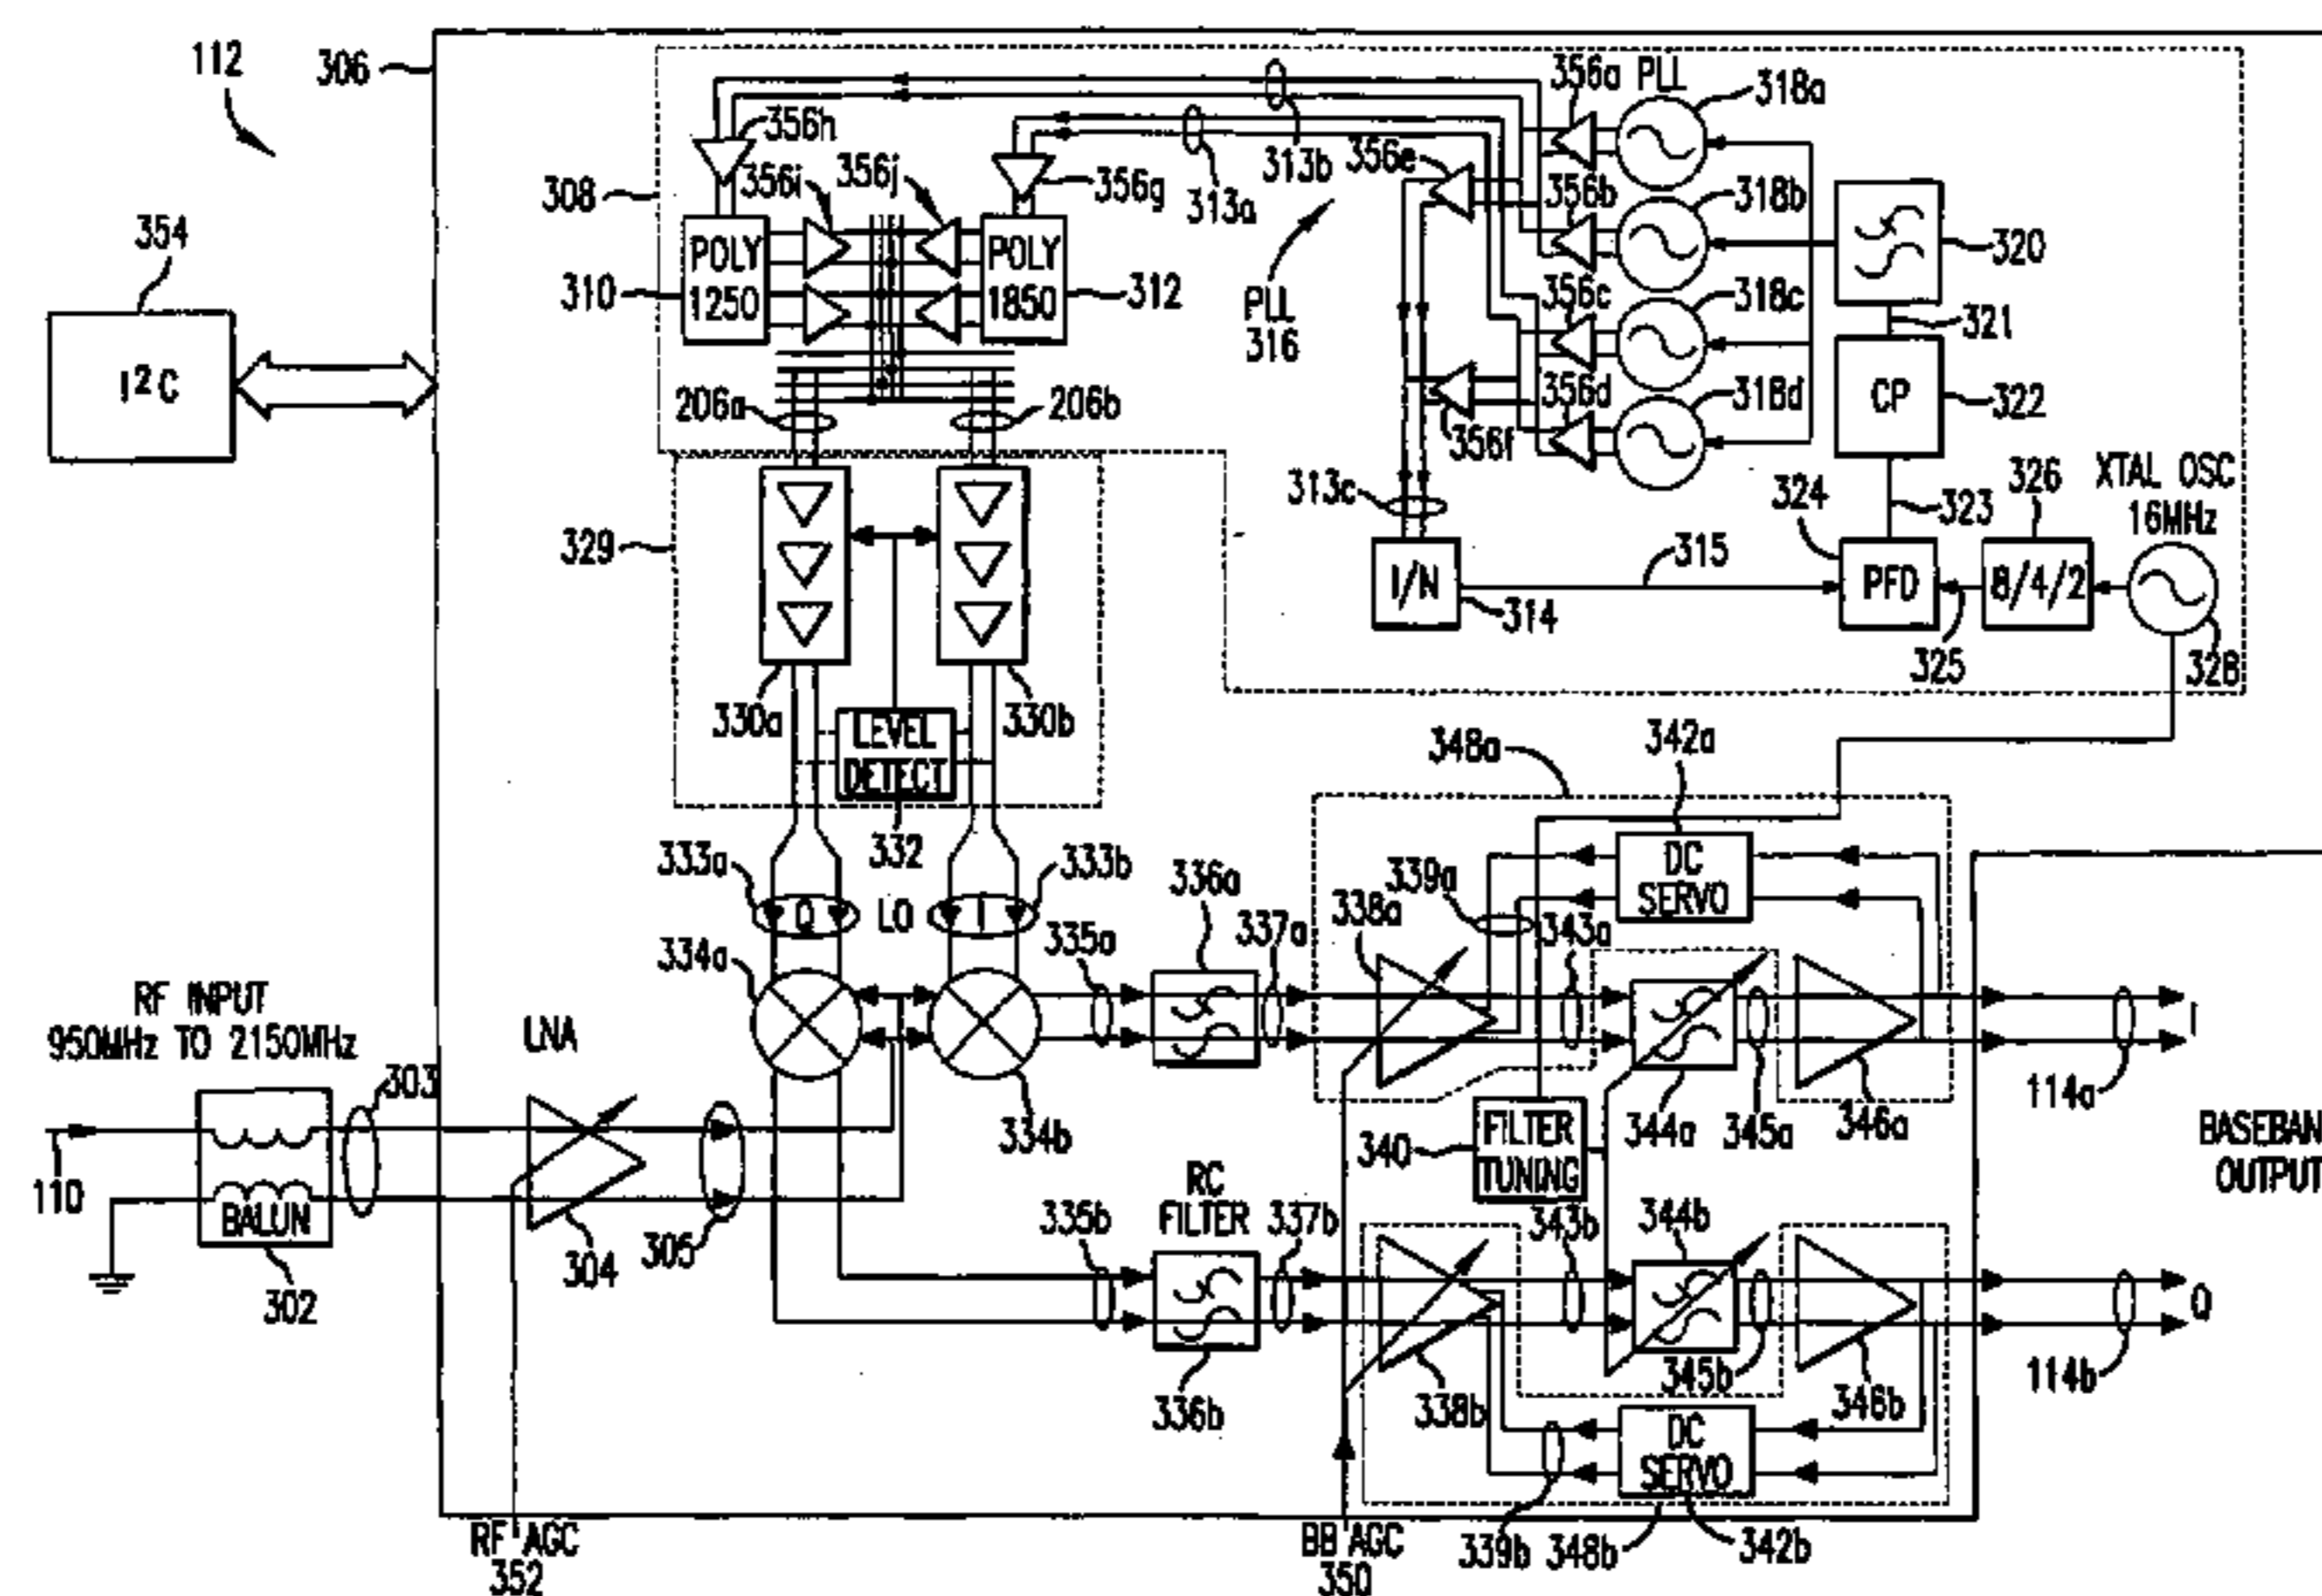 112
306
354
I²C
308
356h
356i
356j
356g
313a
313b
POLY
1250
310
POLY
1850
312
206a
206b
PLL
316
356e
356a
PLL
318a
356b
318b
356c
318c
356d
318d
356f
320
321
CP
322
323
313c
I/N
314
315
324
PFD
325
326
8/4/2
XTAL OSC
16MHz
328
329
330a
330b
LEVEL
DETECT
332
333a
Q
LO
I
333b
334a
334b
335a
336a
337a
348a
342a
DC
SERVO
339a
338a
343a
344a
345a
346a
114a
I
RF INPUT
950MHz TO 2150MHz
LNA
303
110
BALUN
302
304
305
340
FILTER
TUNING
BASEBAN
OUTPUT
335b
RC
FILTER
336b
337b
338b
343b
344b
345b
346b
114b
Q
DC
SERVO
339b
348b
342b
RF AGC
352
BB AGC
350